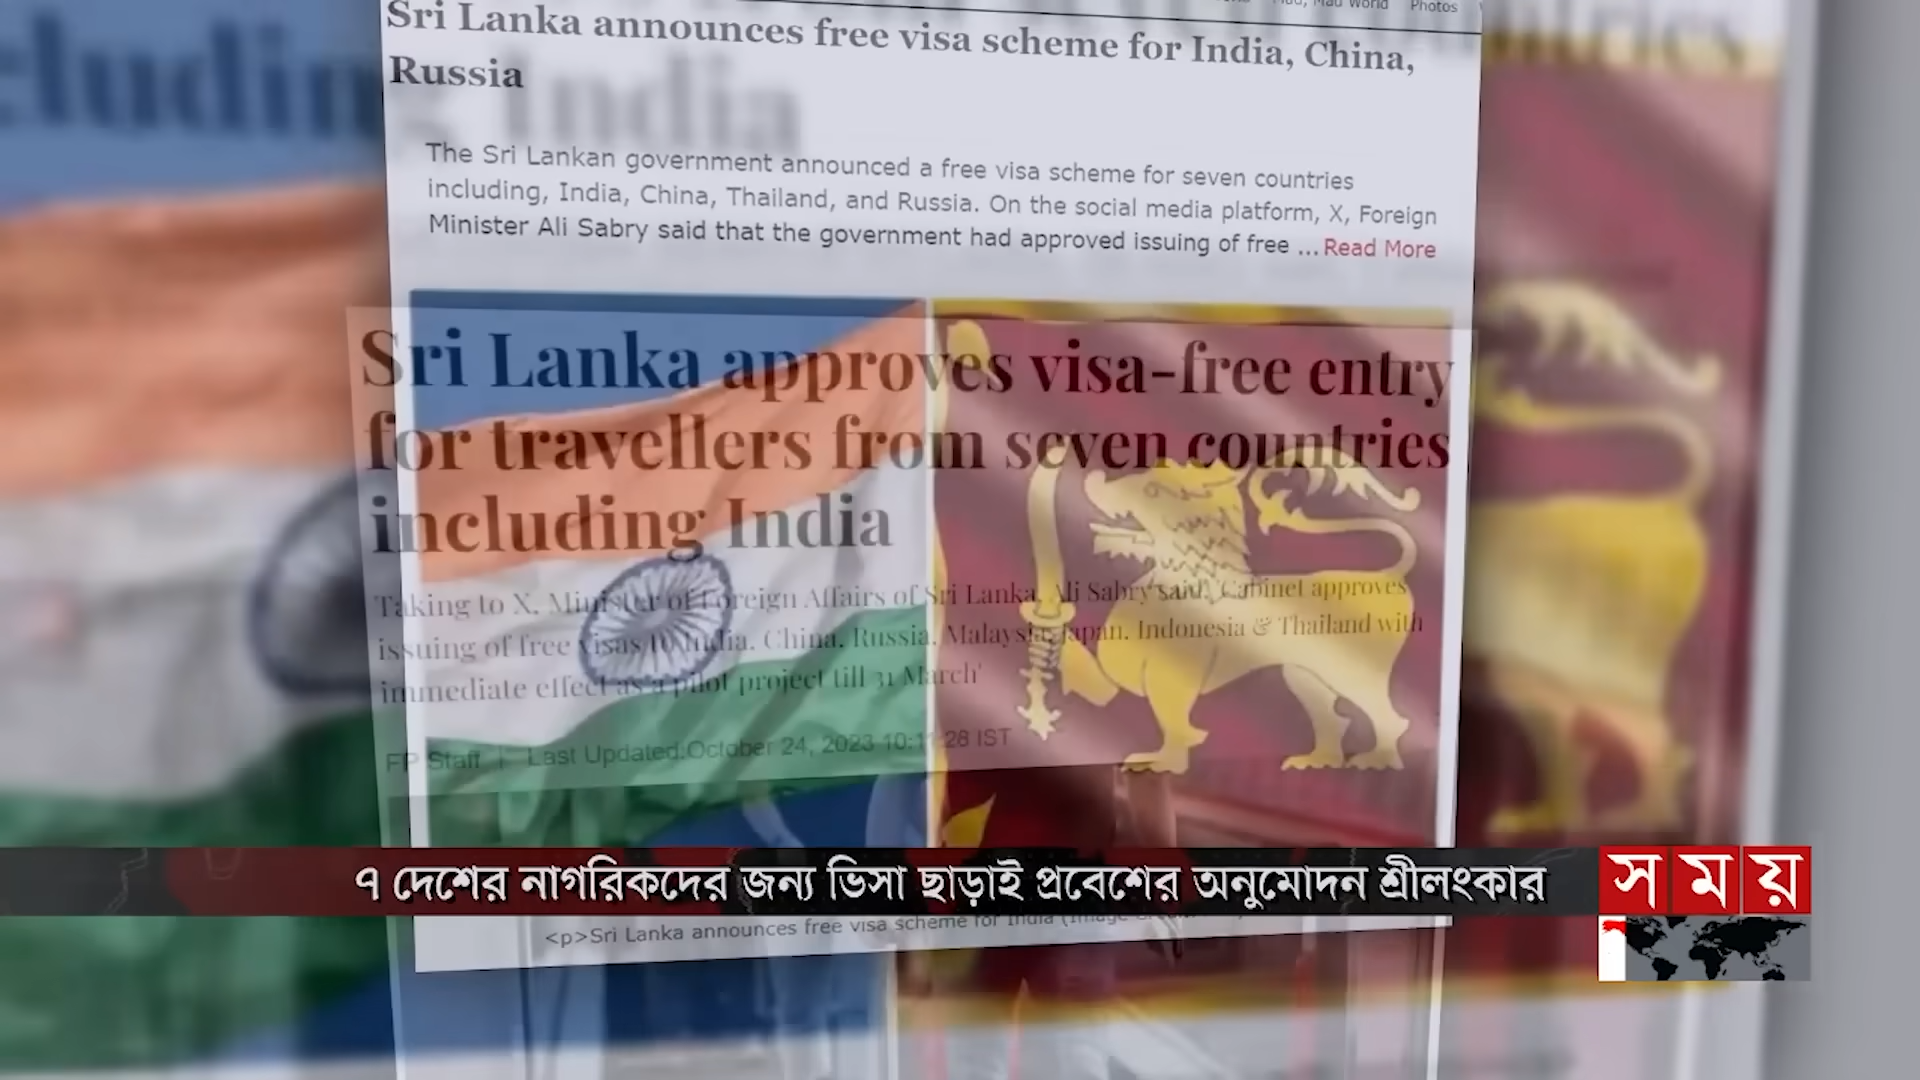 Photos
Sri Lanka announces free visa scheme for India, China,
Russia
The Sri Lankan government announced a free visa scheme for seven countries
including, India, China, Thailand, and Russia. On the social media platform, X, Foreign
Minister Ali Sabry said that the government had approved issuing of free ... Read More
Sri Lanka approves visa-free entry
for travellers from seven countries
including India
Taking to X, Minister of Foreign Affairs of Sri Lanka, Ali Sabry said, 'Cabinet approves
issuing of free visas to India, China, Russia, Malaysia, Japan, Indonesia & Thailand with
immediate effect as a pilot project till 31 March'
FP Staff | Last Updated:October 24, 2023 10:11:28 IST
৭ দেশের নাগরিকদের জন্য ভিসা ছাড়াই প্রবেশের অনুমোদন শ্রীলংকার
সময়
<p>Sri Lanka announces free visa scheme for India